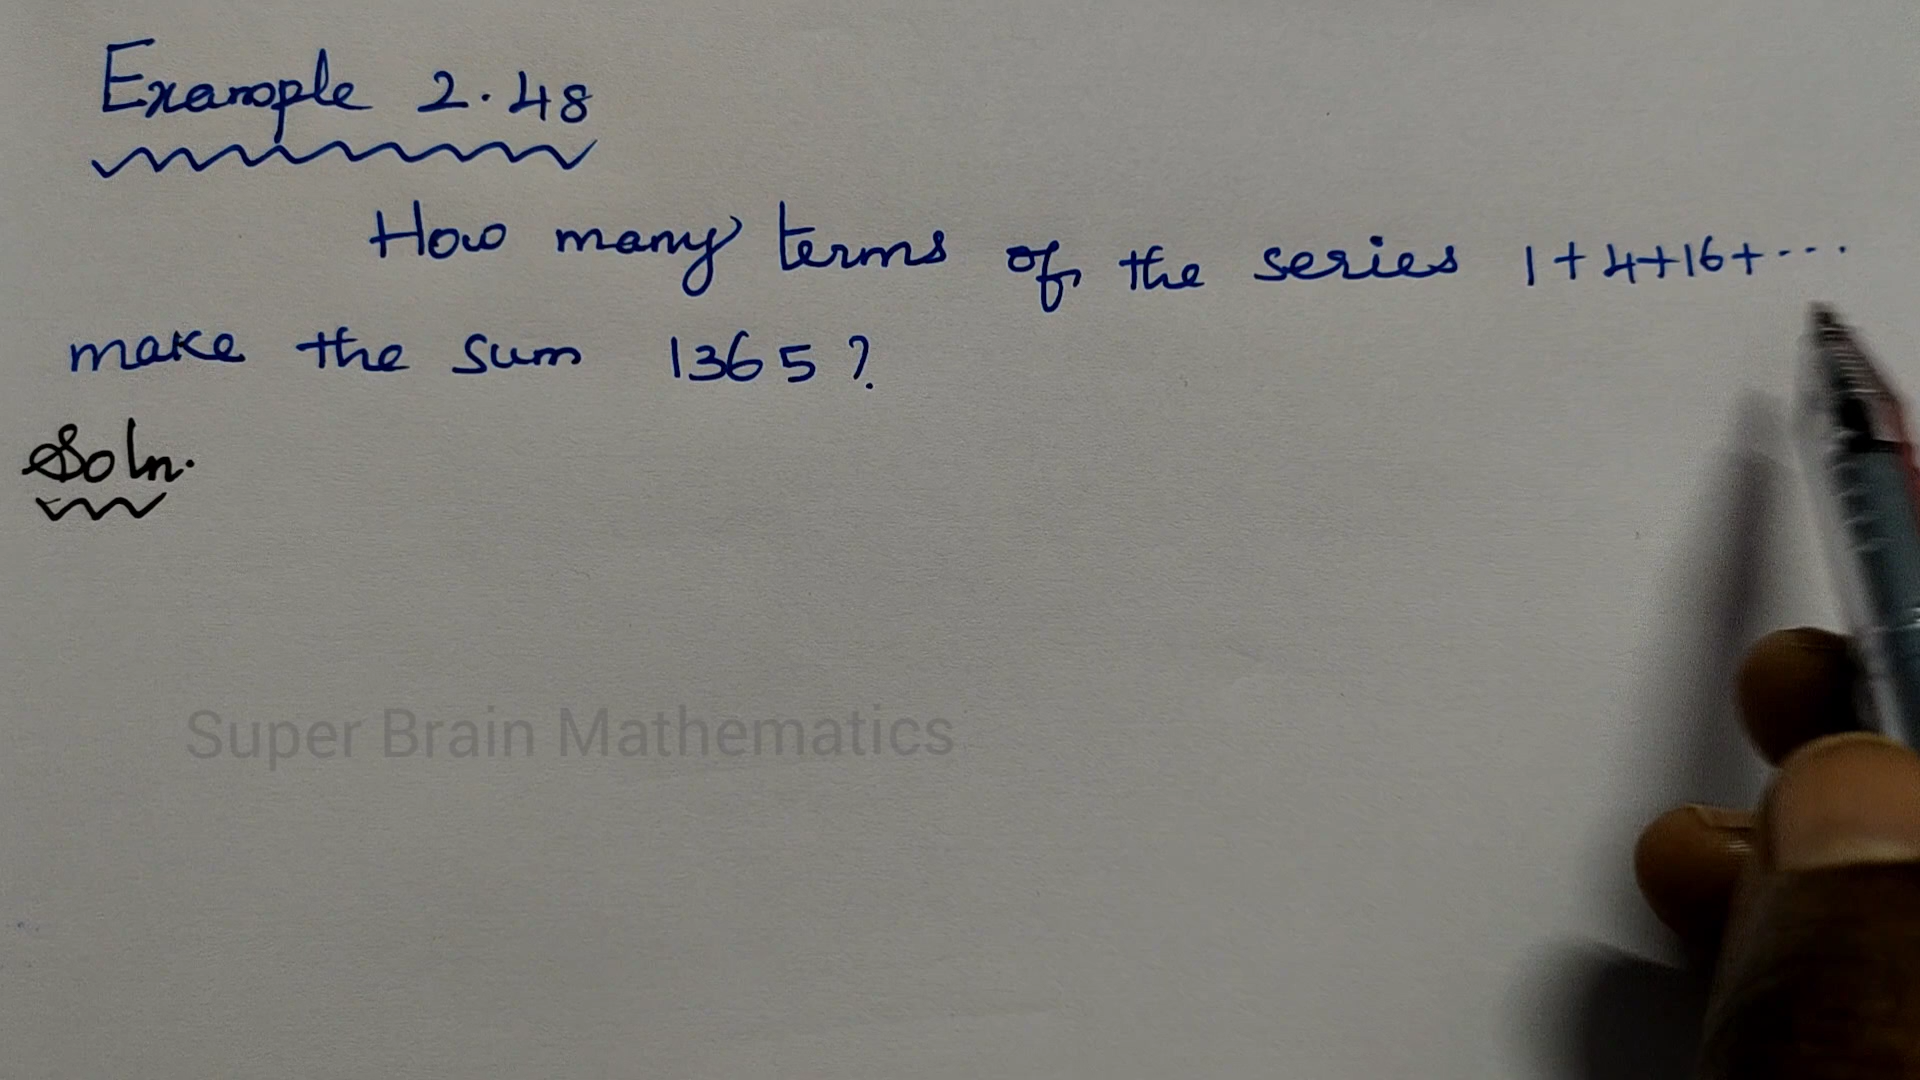 Example 2.48
How many terms of the series 1+4+16+...
make the sum 1365?
Soln.
Super Brain Mathematics